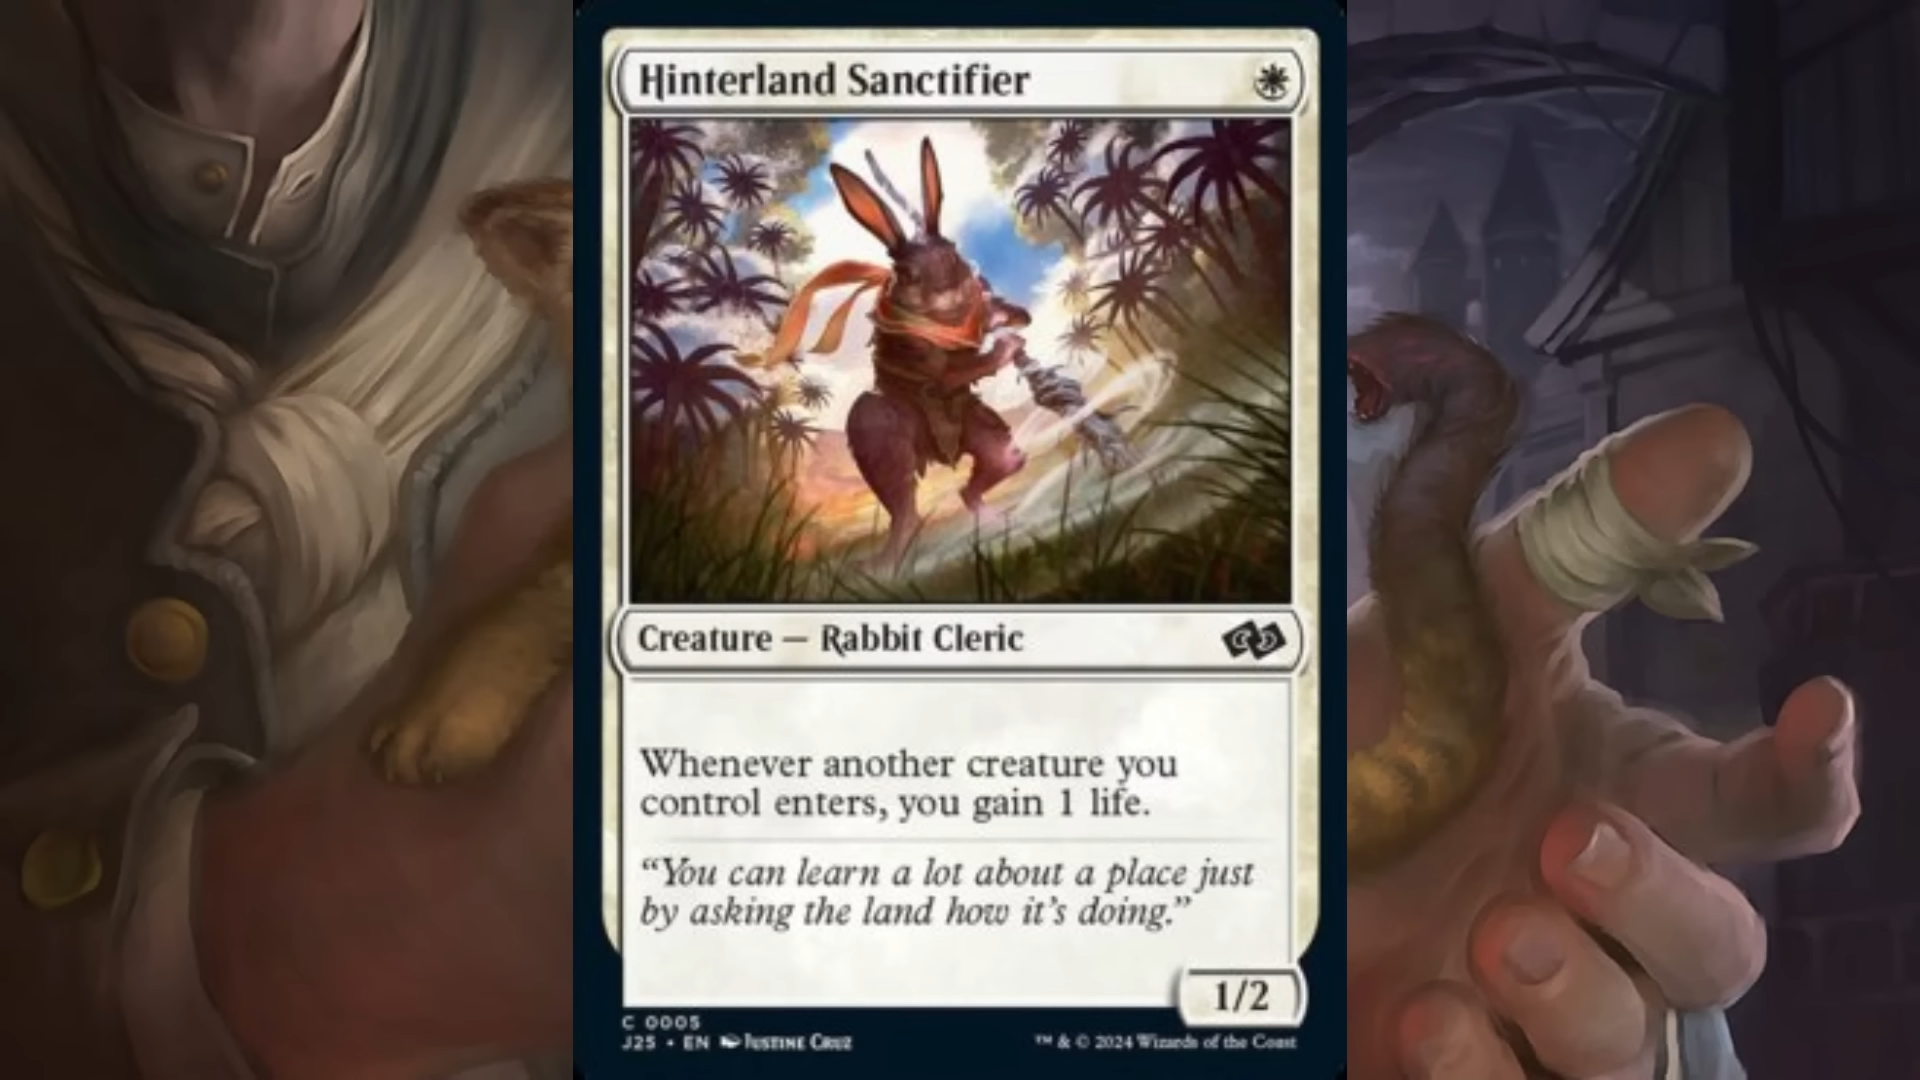 Hinterland Sanctifier
Creature — Rabbit Cleric
Whenever another creature you
control enters, you gain 1 life.
“You can learn a lot about a place just
by asking the land how it’s doing.”
1/2
C 0005
J25 • EN Justine Cruz
™ & © 2024 Wizards of the Coast